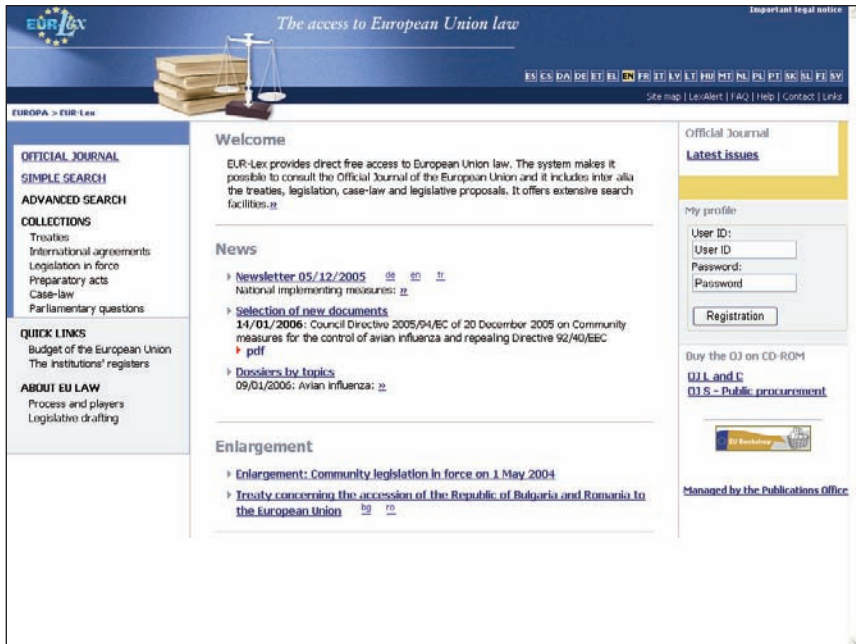 Important legal notice
EUR-Lex
The access to European Union law
ES CS DA DE ET EL EN FR IT LV LT HU MT NL PL PT SK SL FI SV
Site map | LexAlert | FAQ | Help | Contact | Links
EUROPA > EUR-Lex
OFFICIAL JOURNAL
SIMPLE SEARCH
ADVANCED SEARCH
COLLECTIONS
Treaties
International agreements
Legislation in force
Preparatory acts
Case-law
Parliamentary questions
QUICK LINKS
Budget of the European Union
The institutions' registers
ABOUT EU LAW
Process and players
Legislative drafting
Welcome
EUR-Lex provides direct free access to European Union law. The system makes it
possible to consult the Official Journal of the European Union and it includes inter alia
the treaties, legislation, case-law and legislative proposals. It offers extensive search
facilities.»
News
Newsletter 05/12/2005 de en fr
National implementing measures: »
Selection of new documents
14/01/2006: Council Directive 2005/94/EC of 20 December 2005 on Community
measures for the control of avian influenza and repealing Directive 92/40/EEC
pdf
Dossiers by topics
09/01/2006: Avian influenza: »
Enlargement
Enlargement: Community legislation in force on 1 May 2004
Treaty concerning the accession of the Republic of Bulgaria and Romania to
the European Union bg ro
Official Journal
Latest issues
My profile
User ID:
User ID
Password:
Password
Registration
Buy the OJ on CD-ROM
OJ L and C
OJ S - Public procurement
EU Bookshop
Managed by the Publications Office